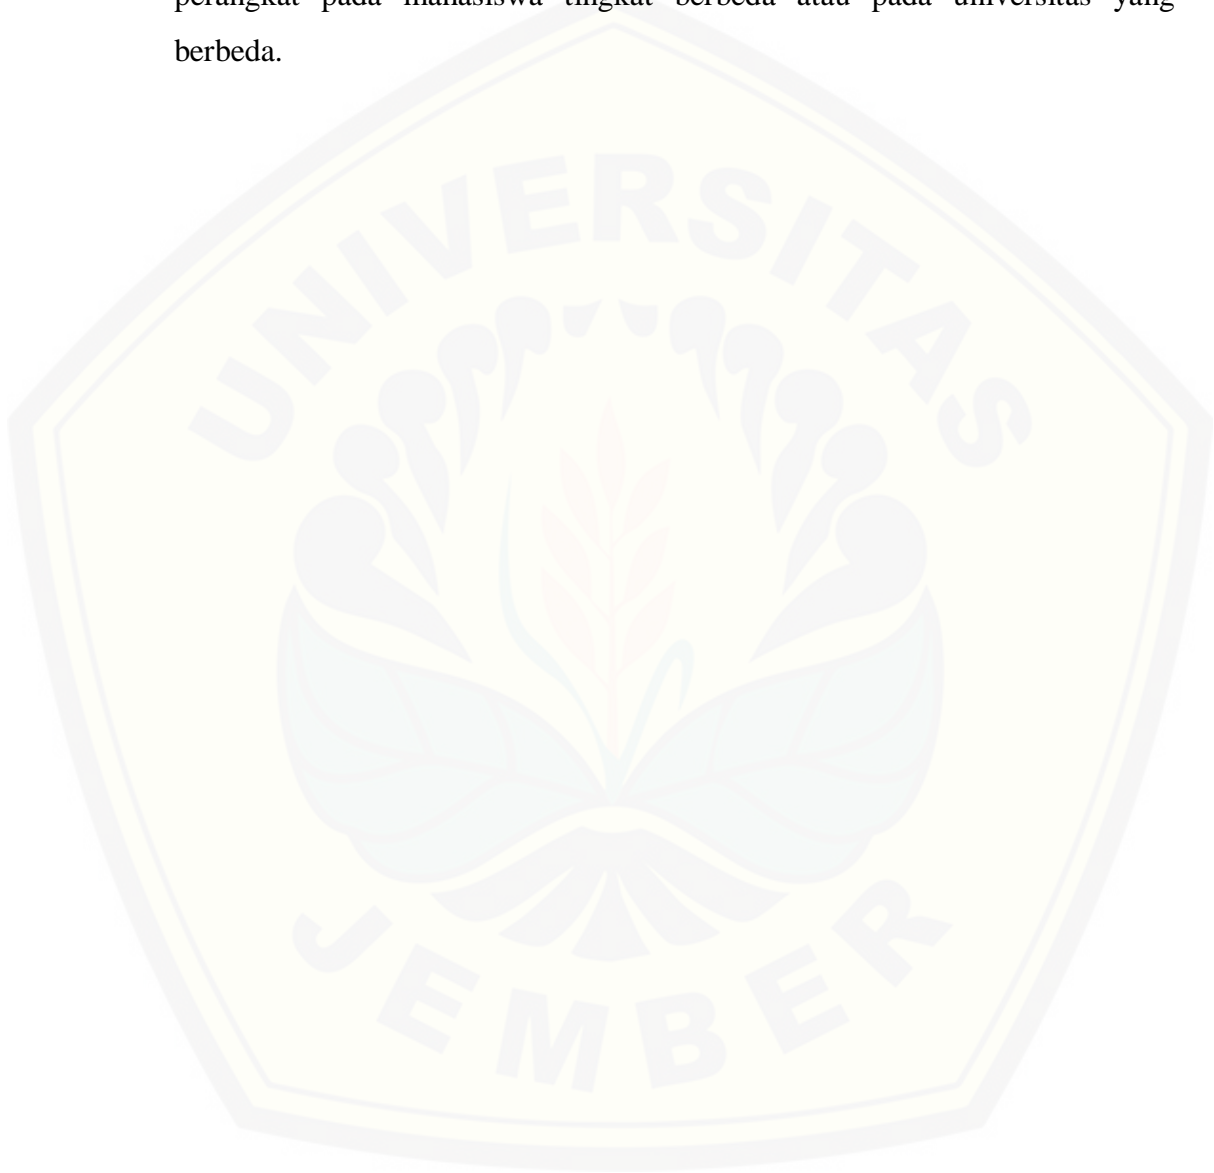 perangkat pada mahasiswa tingkat berbeda atau pada universitas yang
berbeda.
UNIVERSITAS
JEMBER